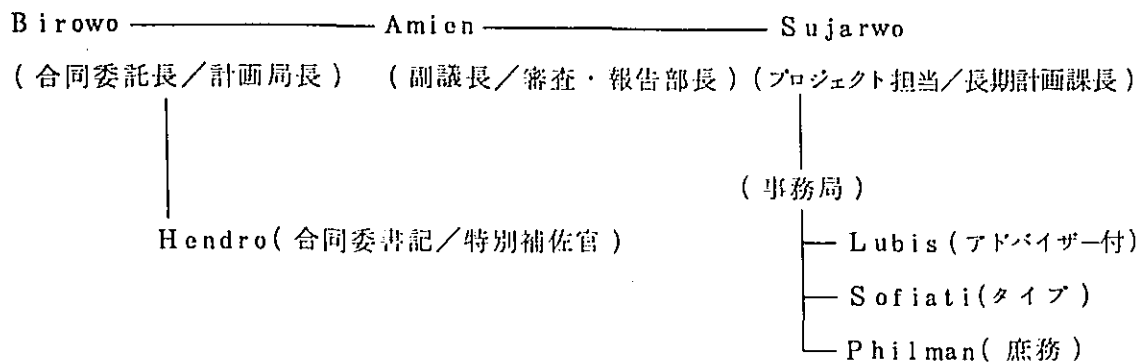 Birowo Amien Sujarwo
(合同委託長/計画局長) (副議長/審査・報告部長) (プロジェクト担当/長期計画課長)
(事務局)
Hendro(合同委書記/特別補佐官)
Lubis(アドバイザー付)
Sofiati(タイプ)
Philman(庶務)